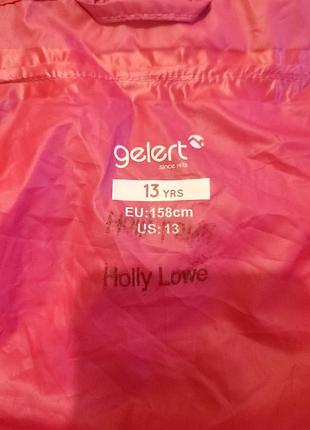 gelert
since 1975
13 YRS
EU:158cm
US: 13
Holly Lowe